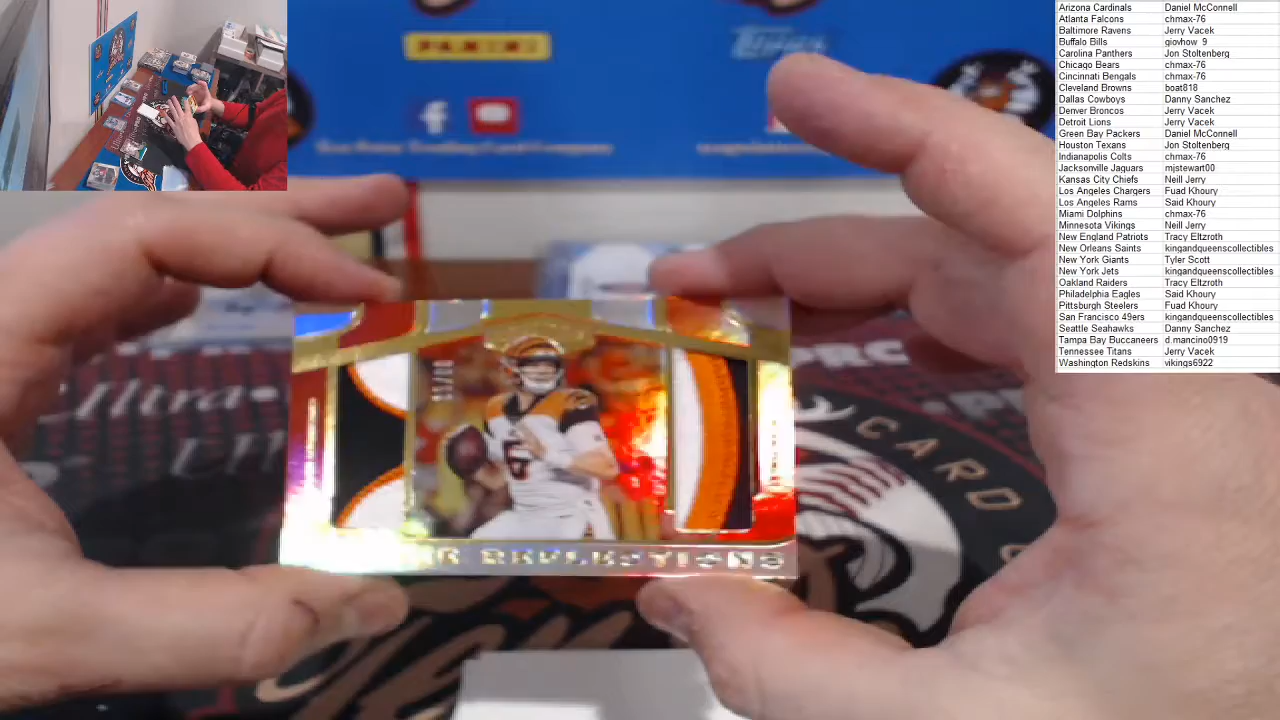 PANINI
Topps
Arizona Cardinals Daniel McConnell
Atlanta Falcons chmax-76
Baltimore Ravens Jerry Vacek
Buffalo Bills giovhow_9
Carolina Panthers Jon Stoltenberg
Chicago Bears chmax-76
Cincinnati Bengals chmax-76
Cleveland Browns boat818
Dallas Cowboys Danny Sanchez
Denver Broncos Jerry Vacek
Detroit Lions Jerry Vacek
Green Bay Packers Daniel McConnell
Houston Texans Jon Stoltenberg
Indianapolis Colts chmax-76
Jacksonville Jaguars mjstewart00
Kansas City Chiefs Neill Jerry
Los Angeles Chargers Fuad Khoury
Los Angeles Rams Said Khoury
Miami Dolphins chmax-76
Minnesota Vikings Neill Jerry
New England Patriots Tracy Eltzroth
New Orleans Saints kingandqueenscollectibles
New York Giants Tyler Scott
New York Jets kingandqueenscollectibles
Oakland Raiders Tracy Eltzroth
Philadelphia Eagles Said Khoury
Pittsburgh Steelers Fuad Khoury
San Francisco 49ers kingandqueenscollectibles
Seattle Seahawks Danny Sanchez
Tampa Bay Buccaneers d.mancino0919
Tennessee Titans Jerry Vacek
Washington Redskins vikings6922
PRC
Ultra
CARD
REFLECTIONS